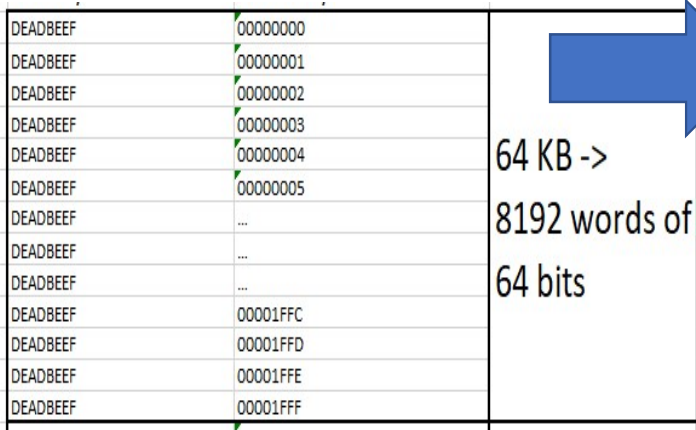 DEADBEEF 00000000
DEADBEEF 00000001
DEADBEEF 00000002
DEADBEEF 00000003
DEADBEEF 00000004
DEADBEEF 00000005
DEADBEEF ...
DEADBEEF ...
DEADBEEF ...
DEADBEEF 00001FFC
DEADBEEF 00001FFD
DEADBEEF 00001FFE
DEADBEEF 00001FFF
64 KB ->
8192 words of
64 bits